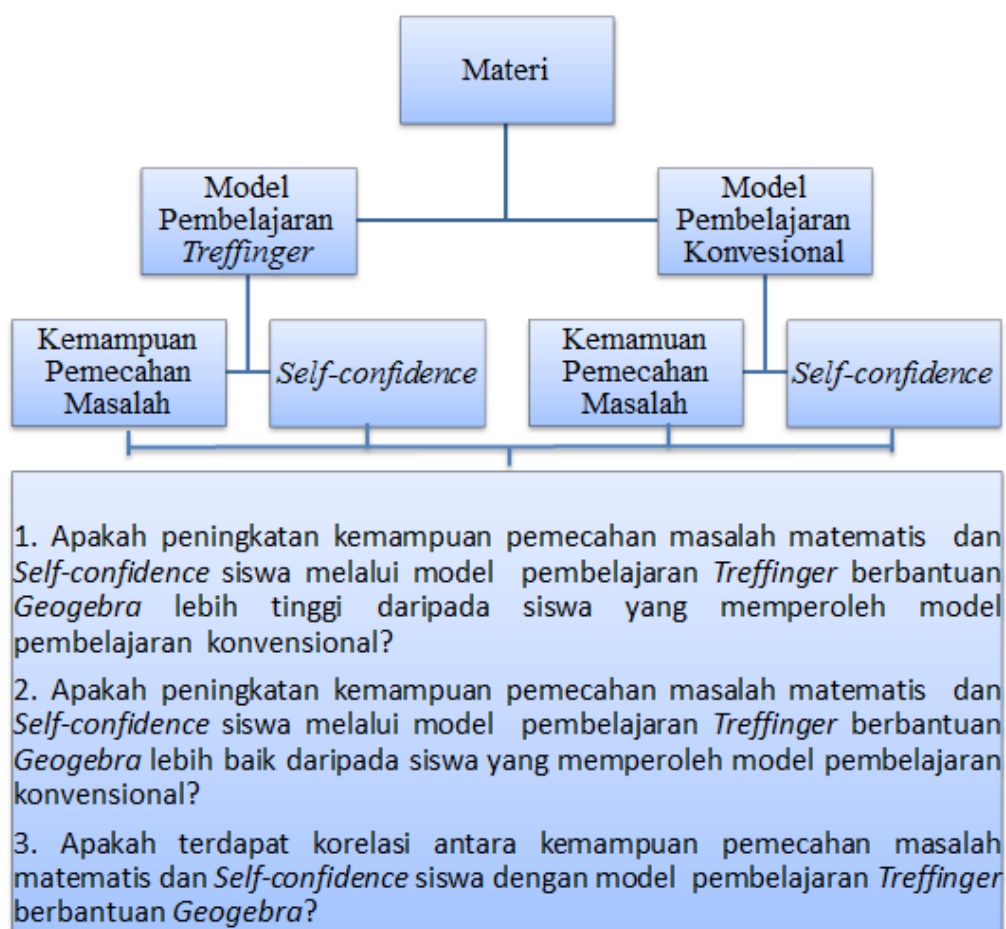 Materi
Model
Pembelajaran
Treffinger
Model
Pembelajaran
Konvesional
Kemampuan
Pemecahan
Masalah
Self-confidence
Kemamuan
Pemecahan
Masalah
Self-confidence
1. Apakah peningkatan kemampuan pemecahan masalah matematis dan
Self-confidence siswa melalui model pembelajaran Treffinger berbantuan
Geogebra lebih tinggi daripada siswa yang memperoleh model
pembelajaran konvensional?
2. Apakah peningkatan kemampuan pemecahan masalah matematis dan
Self-confidence siswa melalui model pembelajaran Treffinger berbantuan
Geogebra lebih baik daripada siswa yang memperoleh model pembelajaran
konvensional?
3. Apakah terdapat korelasi antara kemampuan pemecahan masalah
matematis dan Self-confidence siswa dengan model pembelajaran Treffinger
berbantuan Geogebra?